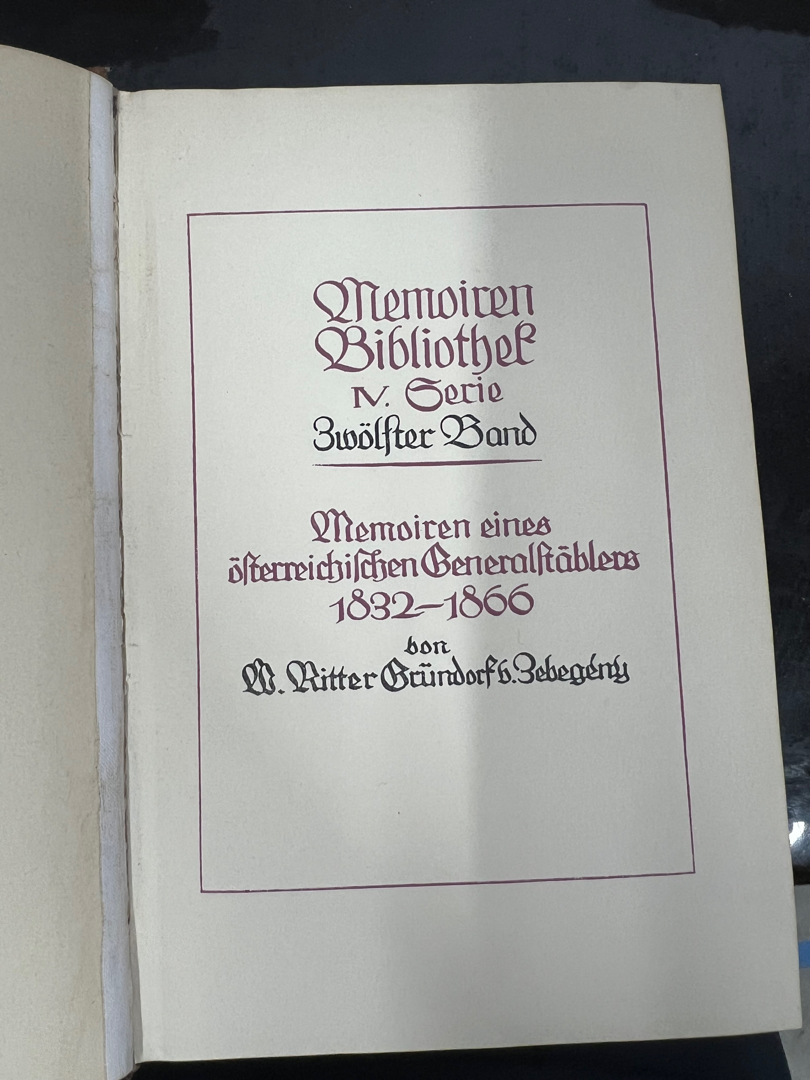 Memoiren
Bibliothek
IV. Serie
Zwölfter Band
Memoiren eines
österreichischen Generalstäblers
1832–1866
von
W. Ritter Gründorf v. Zebegény